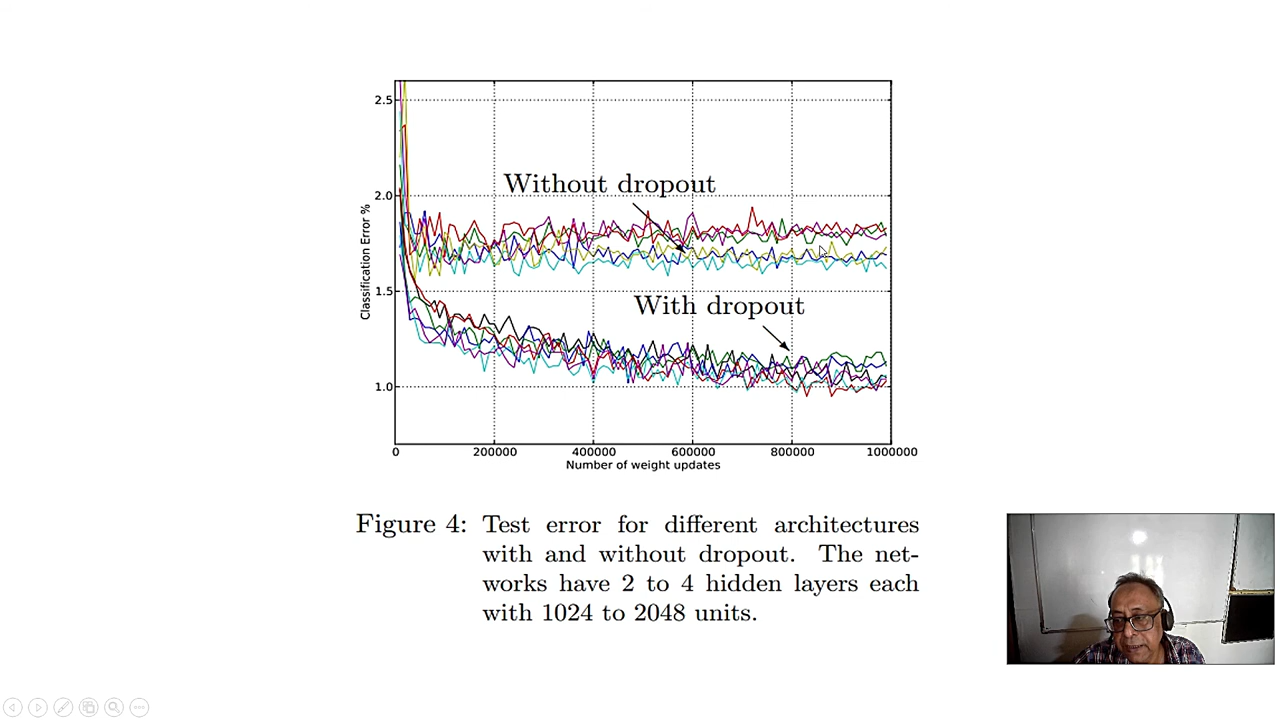 2.5
Without dropout
2.0
Classification Error %
1.5
With dropout
1.0
0 200000 400000 600000 800000 1000000
Number of weight updates
Figure 4: Test error for different architectures
with and without dropout. The net-
works have 2 to 4 hidden layers each
with 1024 to 2048 units.